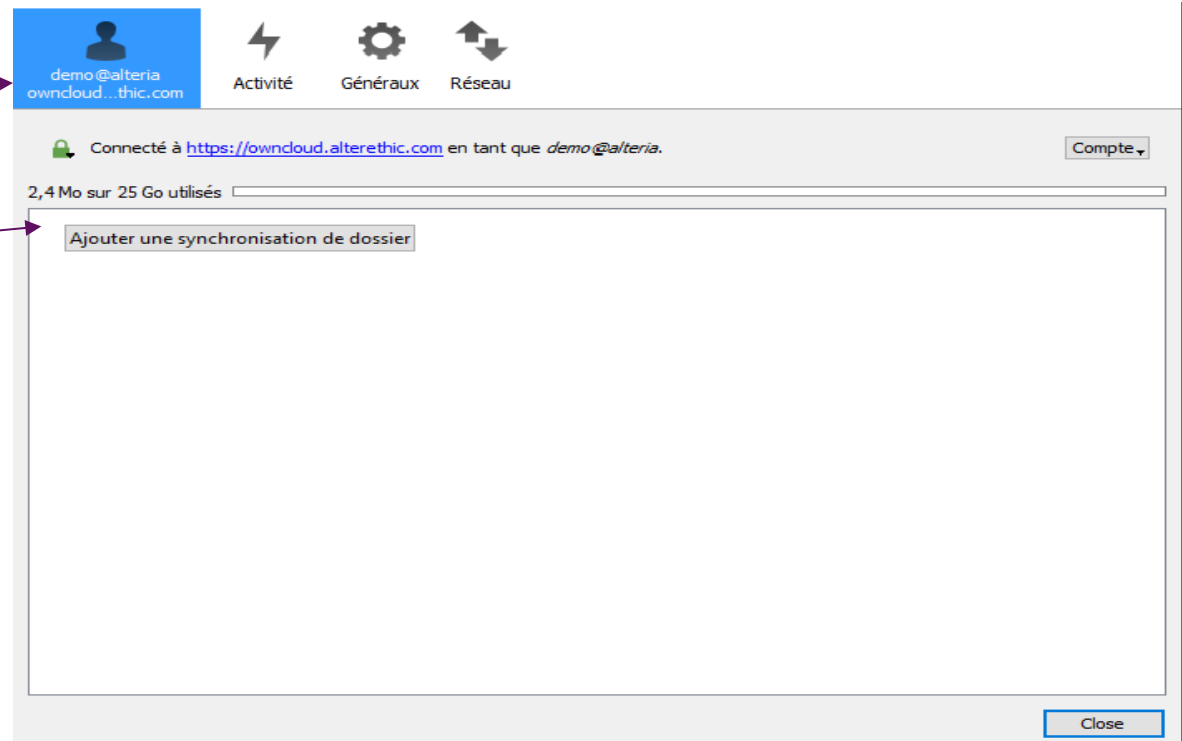 demo@alteria
owncloud...thic.com
Activité
Généraux
Réseau
Connecté à https://owncloud.alterethic.com en tant que demo@alteria.
Compte
2,4 Mo sur 25 Go utilisés
Ajouter une synchronisation de dossier
Close